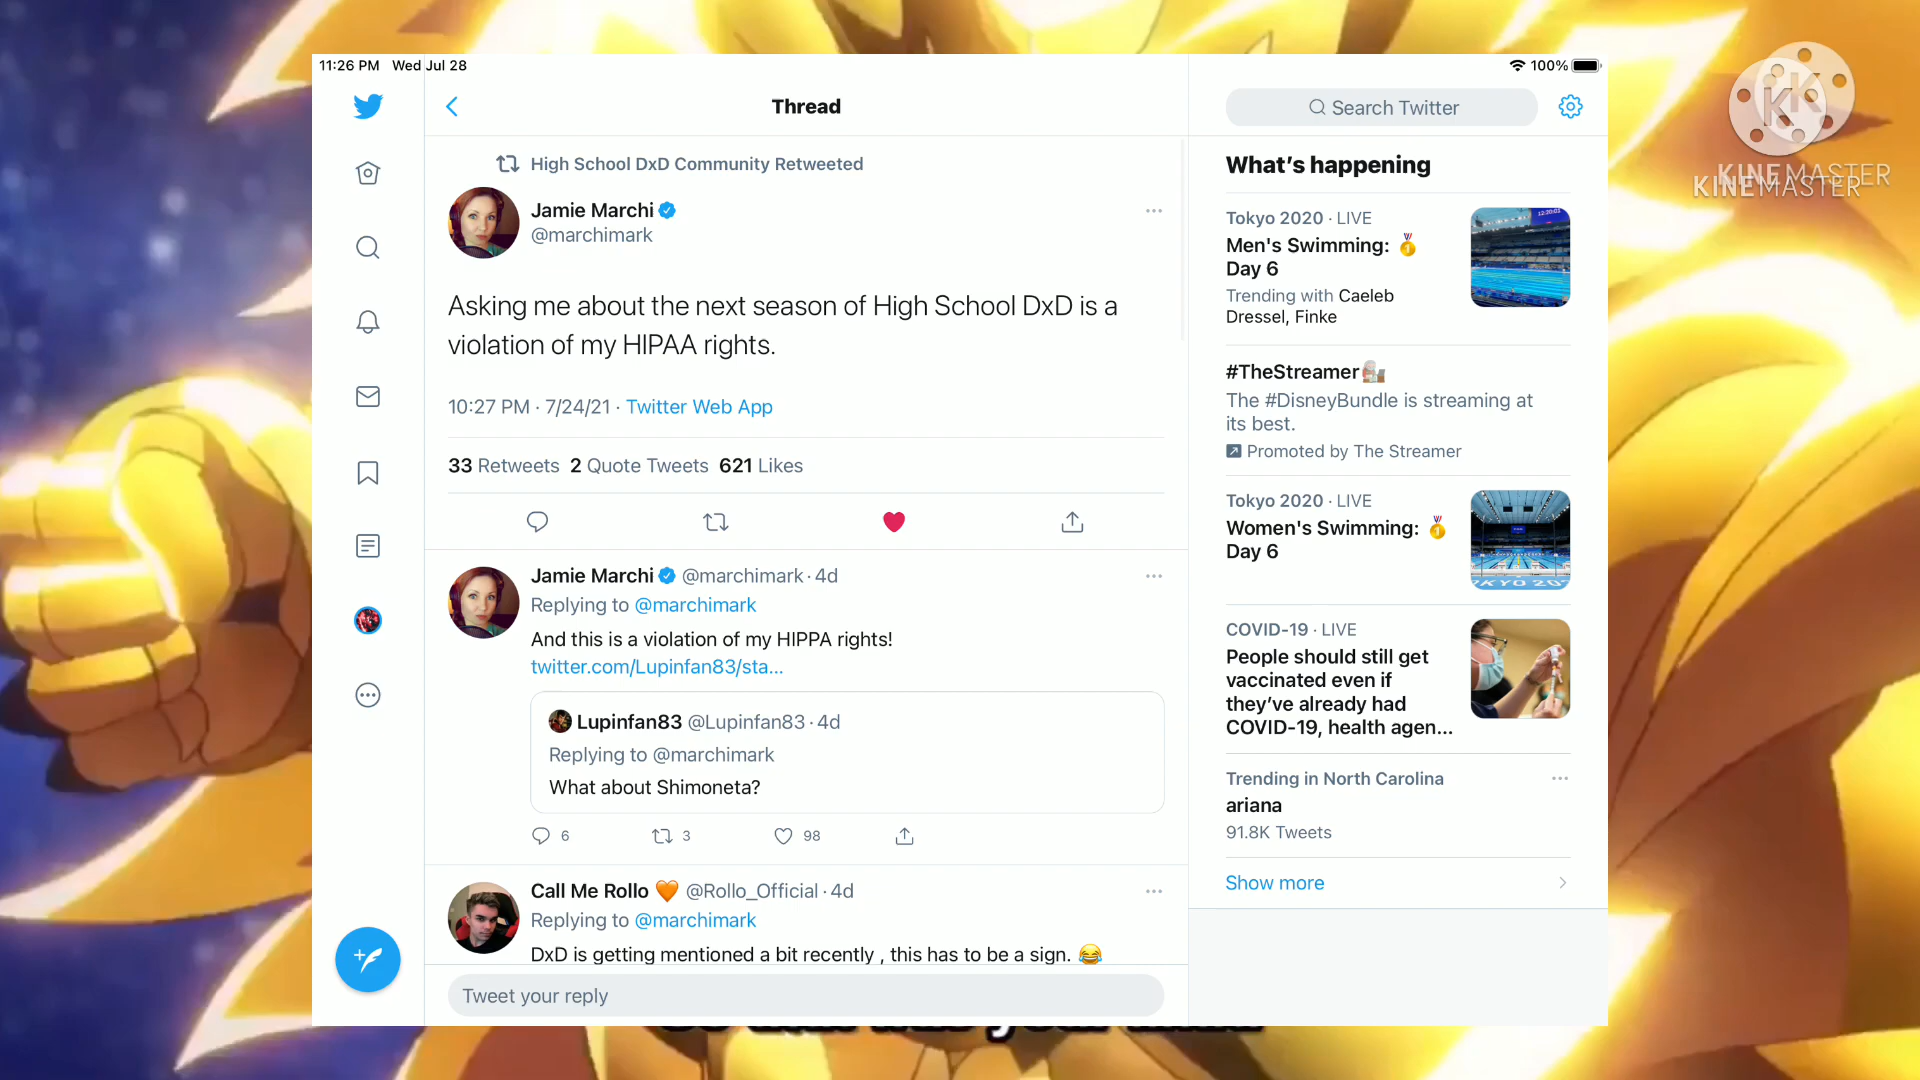 11:26 PM Wed Jul 28
100%
Thread
Search Twitter
High School DxD Community Retweeted
Jamie Marchi
@marchimark
Asking me about the next season of High School DxD is a
violation of my HIPAA rights.
10:27 PM · 7/24/21 · Twitter Web App
33 Retweets 2 Quote Tweets 621 Likes
Jamie Marchi @marchimark · 4d
Replying to @marchimark
And this is a violation of my HIPPA rights!
twitter.com/Lupinfan83/sta...
Lupinfan83 @Lupinfan83 · 4d
Replying to @marchimark
What about Shimoneta?
6 3 98
Call Me Rollo 🧡 @Rollo_Official · 4d
Replying to @marchimark
DxD is getting mentioned a bit recently , this has to be a sign. 😂
Tweet your reply
What's happening
Tokyo 2020 · LIVE
Men's Swimming: 🏅
Day 6
Trending with Caeleb
Dressel, Finke
#TheStreamer
The #DisneyBundle is streaming at
its best.
Promoted by The Streamer
Tokyo 2020 · LIVE
Women's Swimming: 🏅
Day 6
COVID-19 · LIVE
People should still get
vaccinated even if
they've already had
COVID-19, health agen...
Trending in North Carolina
ariana
91.8K Tweets
Show more
KINEMASTER
KINEMASTER